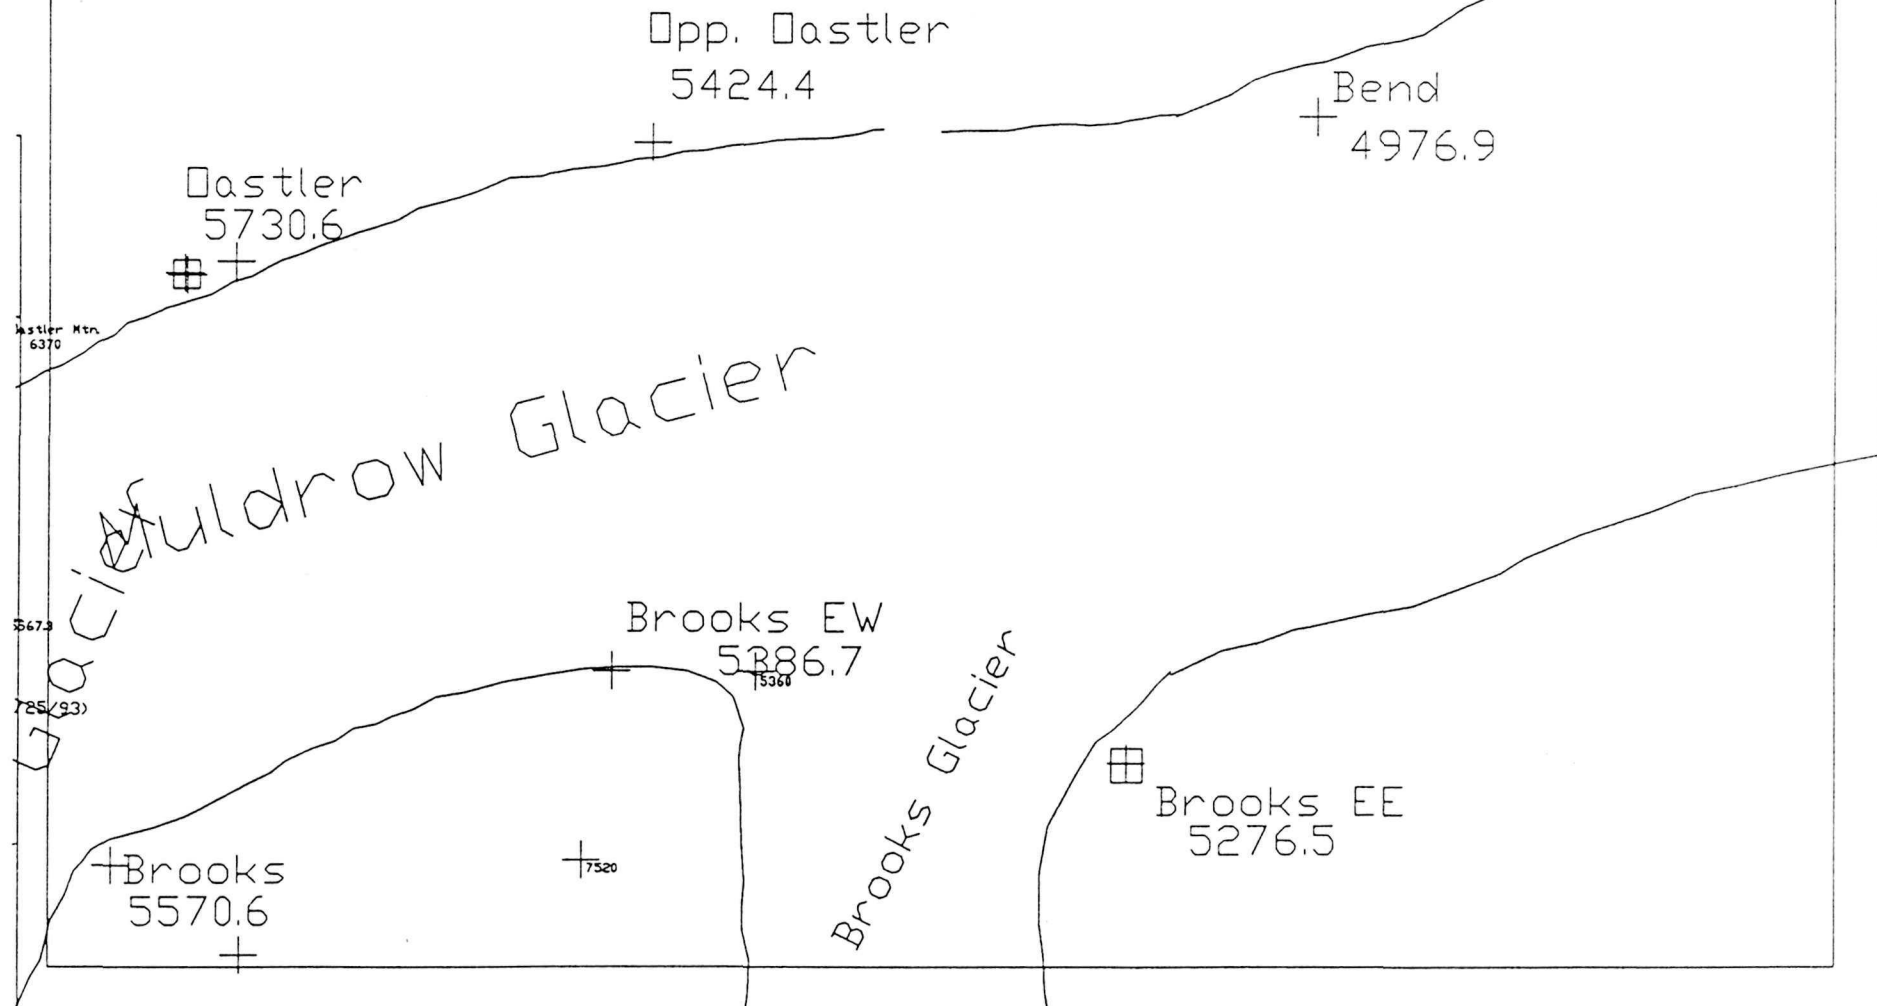 Opp. Oastler
5424.4
Bend
4976.9
Oastler
5730.6
astler Mtn.
6370
Muldrow Glacier
Glacier
Brooks EW
5386.7
5360
Brooks Glacier
Brooks EE
5276.5
7520
Brooks
5570.6